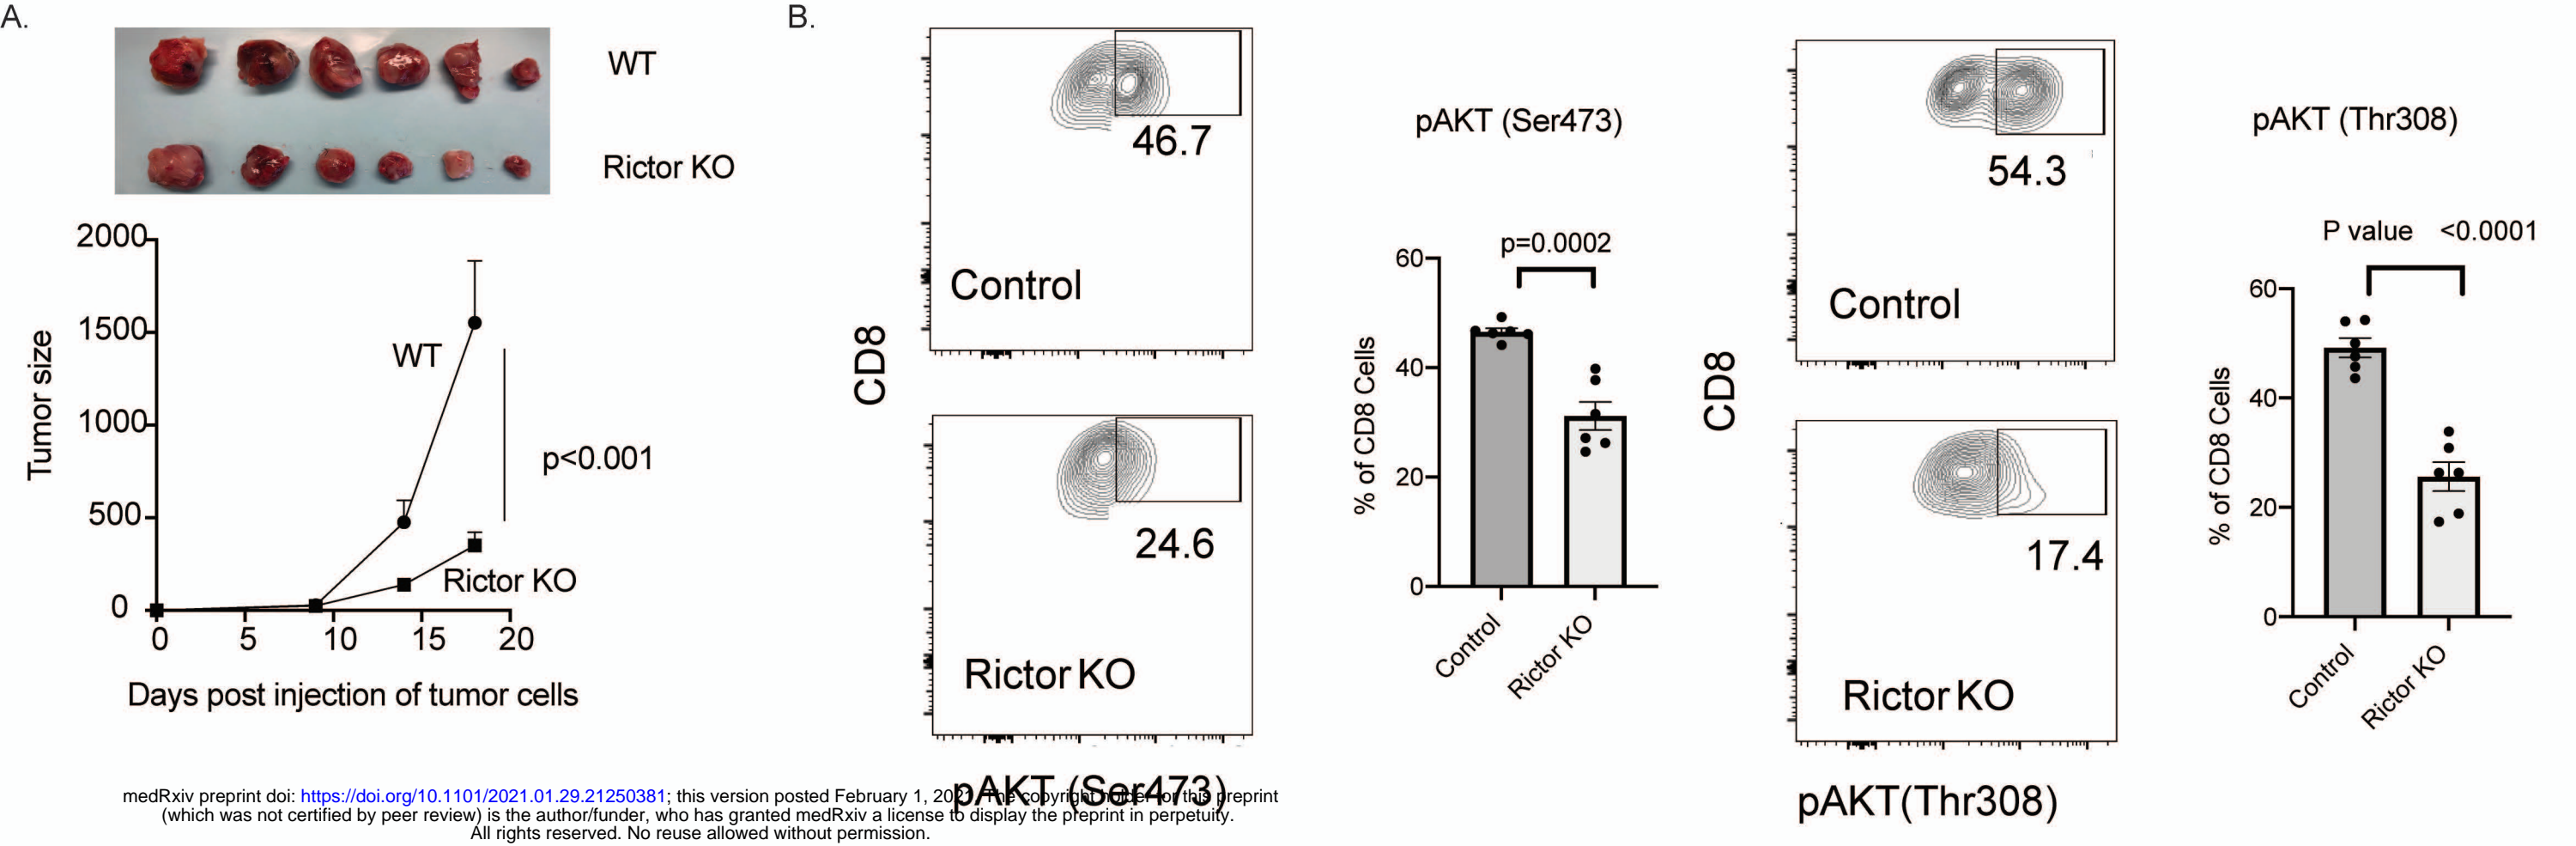 A.
WT
Rictor KO
Tumor size
2000
1500
1000
500
0
WT
Rictor KO
p<0.001
0 5 10 15 20
Days post injection of tumor cells
B.
CD8
46.7
Control
24.6
Rictor KO
pAKT (Ser473)
pAKT (Ser473)
p=0.0002
% of CD8 Cells
60
40
20
0
Control
Rictor KO
CD8
54.3
Control
17.4
Rictor KO
pAKT(Thr308)
pAKT (Thr308)
P value <0.0001
% of CD8 Cells
60
40
20
0
Control
Rictor KO
medRxiv preprint doi: https://doi.org/10.1101/2021.01.29.21250381; this version posted February 1, 2021. The copyright holder for this preprint
(which was not certified by peer review) is the author/funder, who has granted medRxiv a license to display the preprint in perpetuity.
All rights reserved. No reuse allowed without permission.